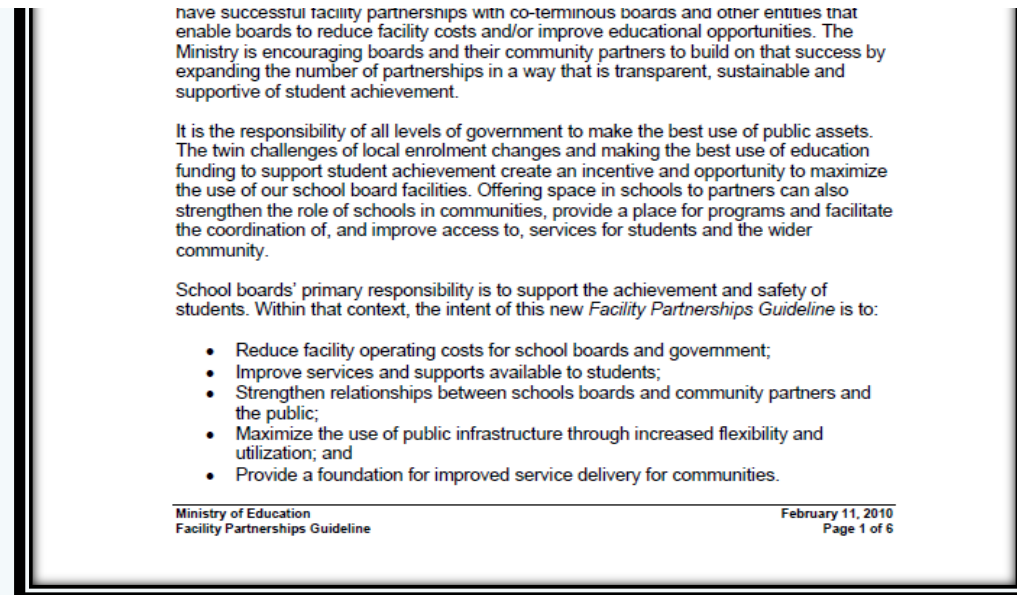 have successful facility partnerships with co-terminous boards and other entities that
enable boards to reduce facility costs and/or improve educational opportunities. The
Ministry is encouraging boards and their community partners to build on that success by
expanding the number of partnerships in a way that is transparent, sustainable and
supportive of student achievement.
It is the responsibility of all levels of government to make the best use of public assets.
The twin challenges of local enrolment changes and making the best use of education
funding to support student achievement create an incentive and opportunity to maximize
the use of our school board facilities. Offering space in schools to partners can also
strengthen the role of schools in communities, provide a place for programs and facilitate
the coordination of, and improve access to, services for students and the wider
community.
School boards' primary responsibility is to support the achievement and safety of
students. Within that context, the intent of this new Facility Partnerships Guideline is to:
• Reduce facility operating costs for school boards and government;
• Improve services and supports available to students;
• Strengthen relationships between schools boards and community partners and
the public;
• Maximize the use of public infrastructure through increased flexibility and
utilization; and
• Provide a foundation for improved service delivery for communities.
Ministry of Education February 11, 2010
Facility Partnerships Guideline Page 1 of 6